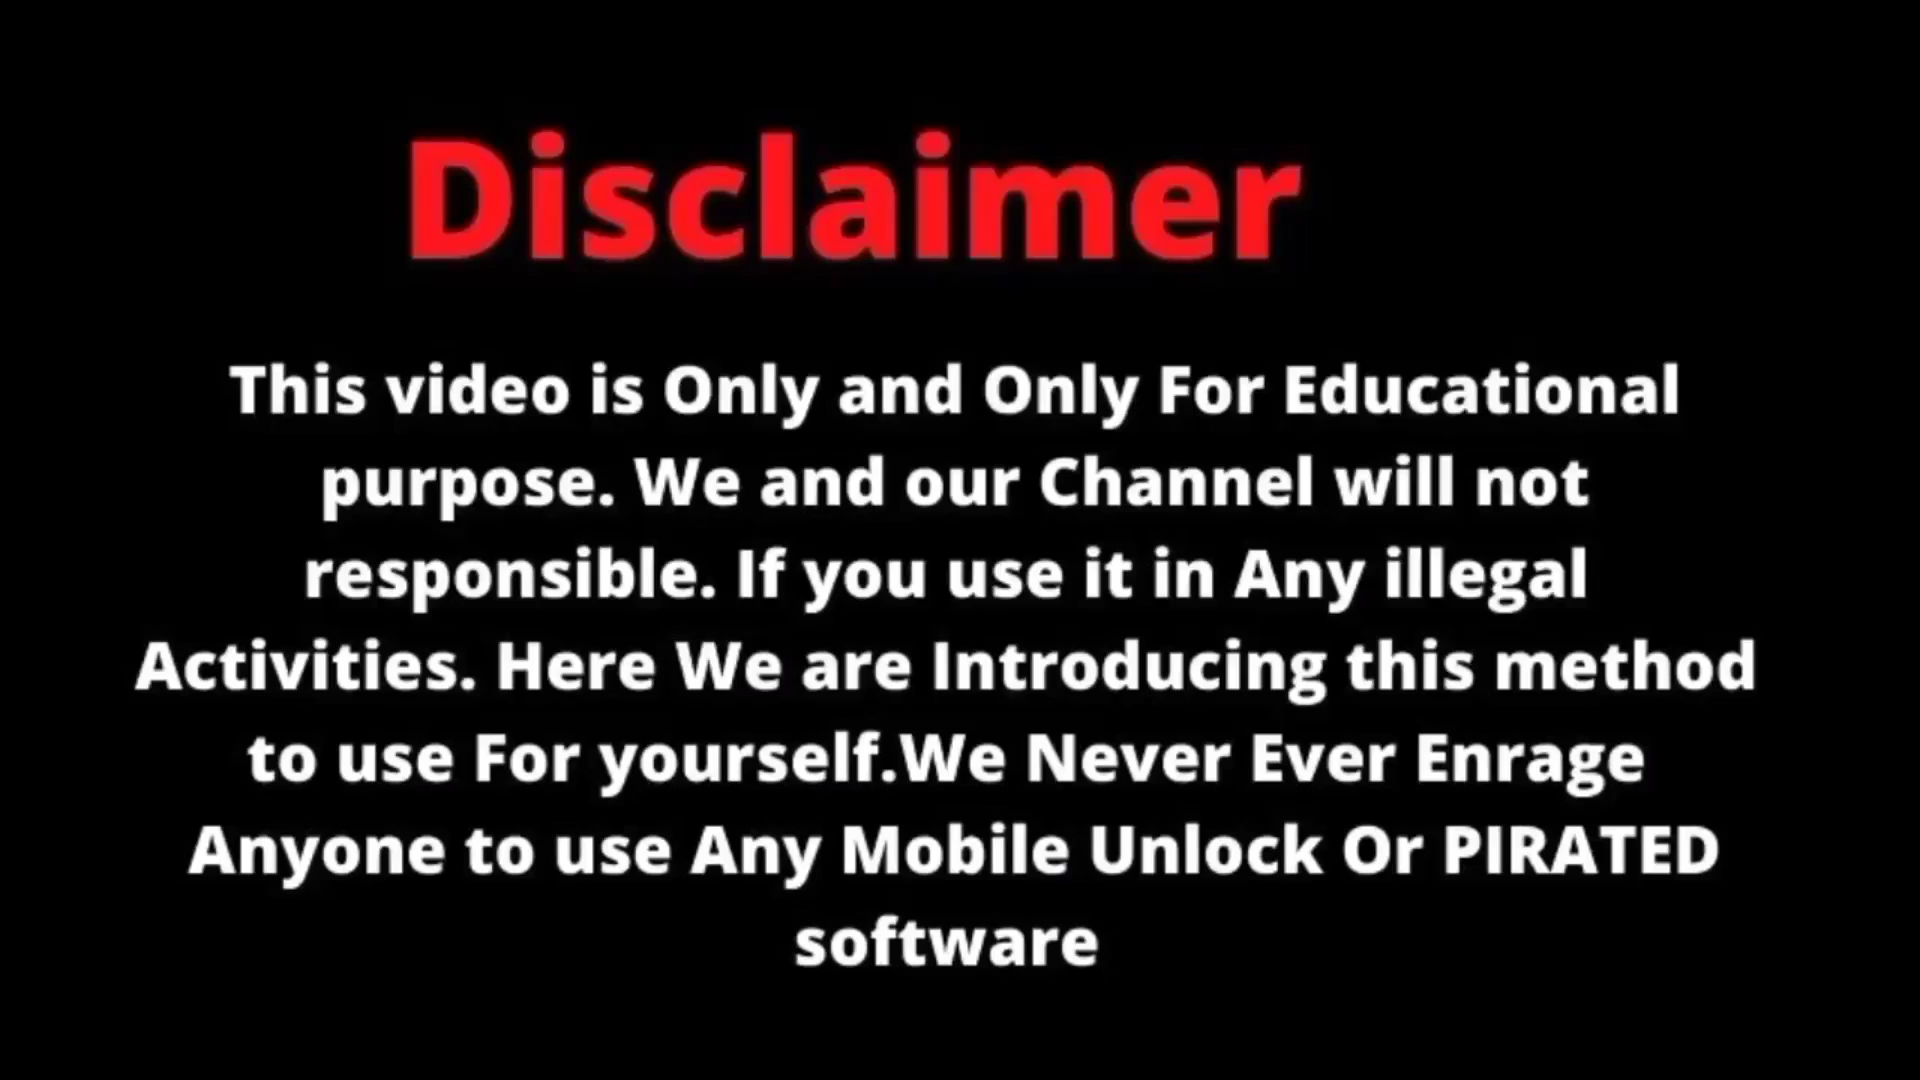 Disclaimer
This video is Only and Only For Educational
purpose. We and our Channel will not
responsible. If you use it in Any illegal
Activities. Here We are Introducing this method
to use For yourself.We Never Ever Enrage
Anyone to use Any Mobile Unlock Or PIRATED
software